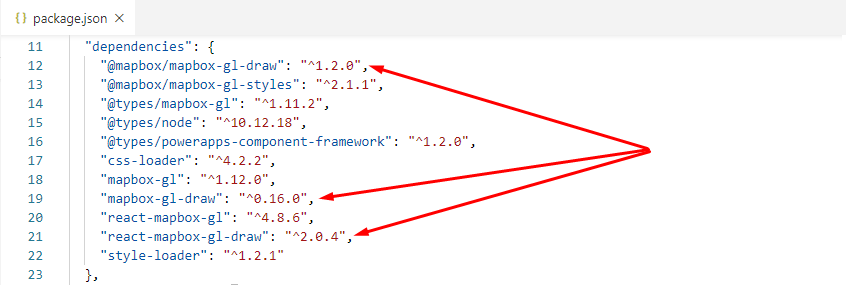 {} package.json ×
11 "dependencies": {
12 "@mapbox/mapbox-gl-draw": "^1.2.0",
13 "@mapbox/mapbox-gl-styles": "^2.1.1",
14 "@types/mapbox-gl": "^1.11.2",
15 "@types/node": "^10.12.18",
16 "@types/powerapps-component-framework": "^1.2.0",
17 "css-loader": "^4.2.2",
18 "mapbox-gl": "^1.12.0",
19 "mapbox-gl-draw": "^0.16.0",
20 "react-mapbox-gl": "^4.8.6",
21 "react-mapbox-gl-draw": "^2.0.4",
22 "style-loader": "^1.2.1"
23 },